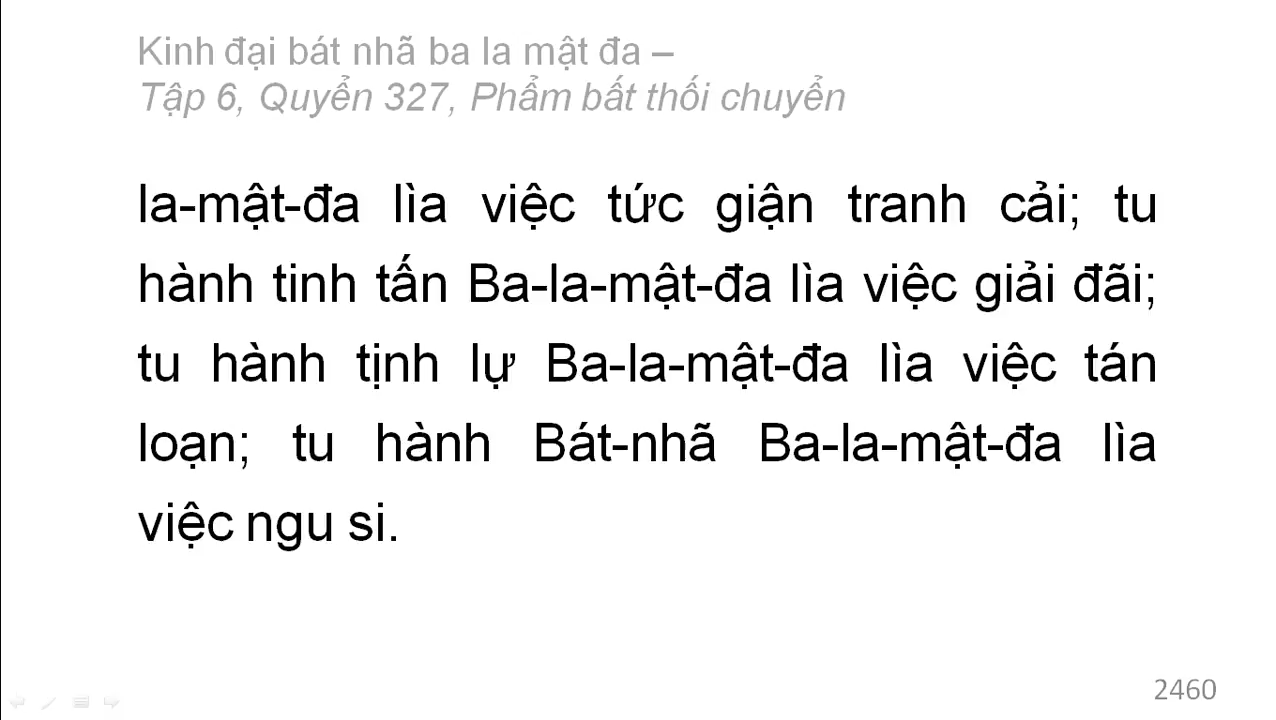 Kinh đại bát nhã ba la mật đa –
Tập 6, Quyển 327, Phẩm bất thối chuyển
la-mật-đa lìa việc tức giận tranh cải; tu
hành tinh tấn Ba-la-mật-đa lìa việc giải đãi;
tu hành tịnh lự Ba-la-mật-đa lìa việc tán
loạn; tu hành Bát-nhã Ba-la-mật-đa lìa
việc ngu si.
2460